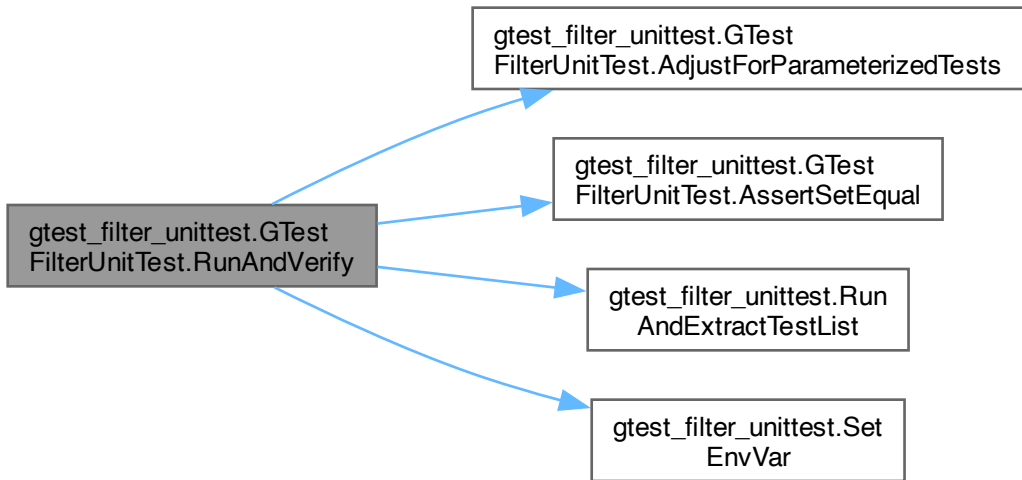 gtest_filter_unittest.GTest
FilterUnitTest.RunAndVerify
gtest_filter_unittest.GTest
FilterUnitTest.AdjustForParameterizedTests
gtest_filter_unittest.GTest
FilterUnitTest.AssertSetEqual
gtest_filter_unittest.Run
AndExtractTestList
gtest_filter_unittest.Set
EnvVar